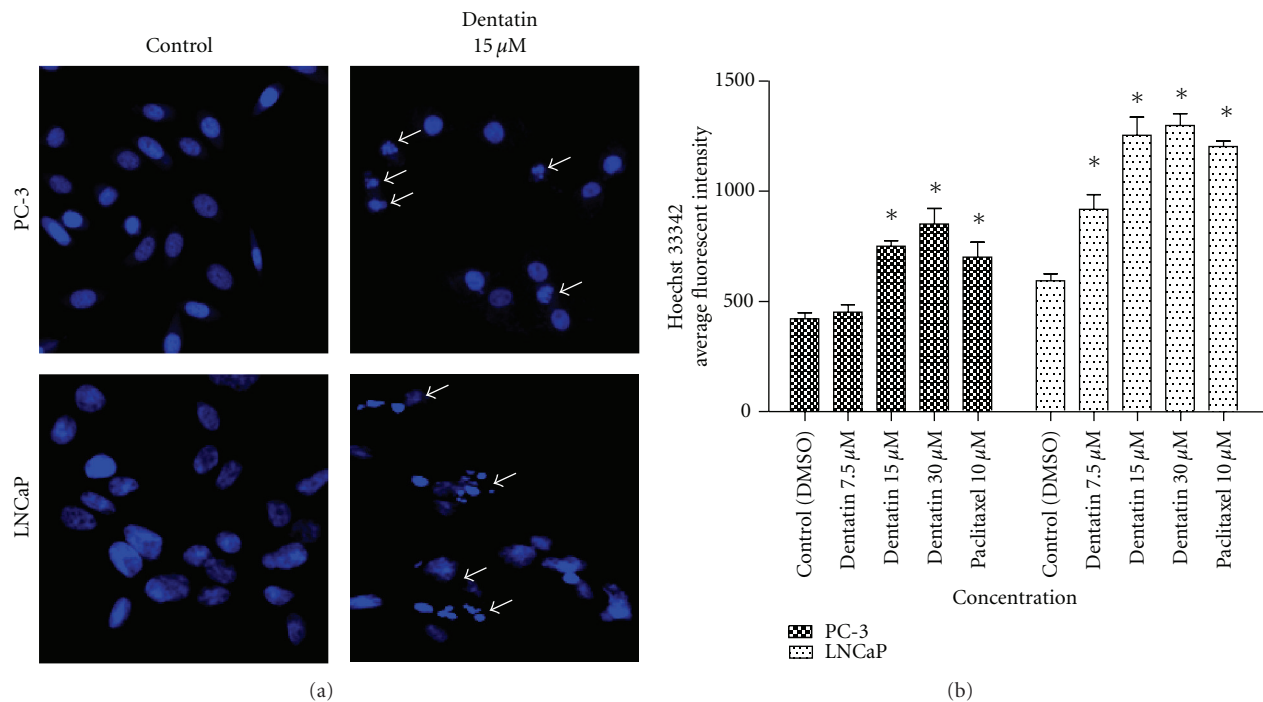 Control
Dentatin
15 µM
PC-3
LNCaP
(a)
Hoechst 33342
average fluorescent intensity
1500
1000
500
0
∗
∗
∗
∗
∗
∗
∗
Control (DMSO)
Dentatin 7.5 µM
Dentatin 15 µM
Dentatin 30 µM
Paclitaxel 10 µM
Control (DMSO)
Dentatin 7.5 µM
Dentatin 15 µM
Dentatin 30 µM
Paclitaxel 10 µM
Concentration
PC-3
LNCaP
(b)